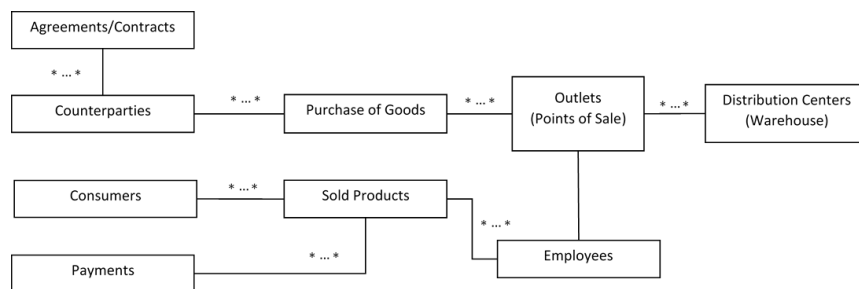 Agreements/Contracts
* ... *
Counterparties
* ... *
Purchase of Goods
* ... *
Outlets
(Points of Sale)
* ... *
Distribution Centers
(Warehouse)
Consumers
* ... *
Sold Products
* ... *
Employees
Payments
* ... *